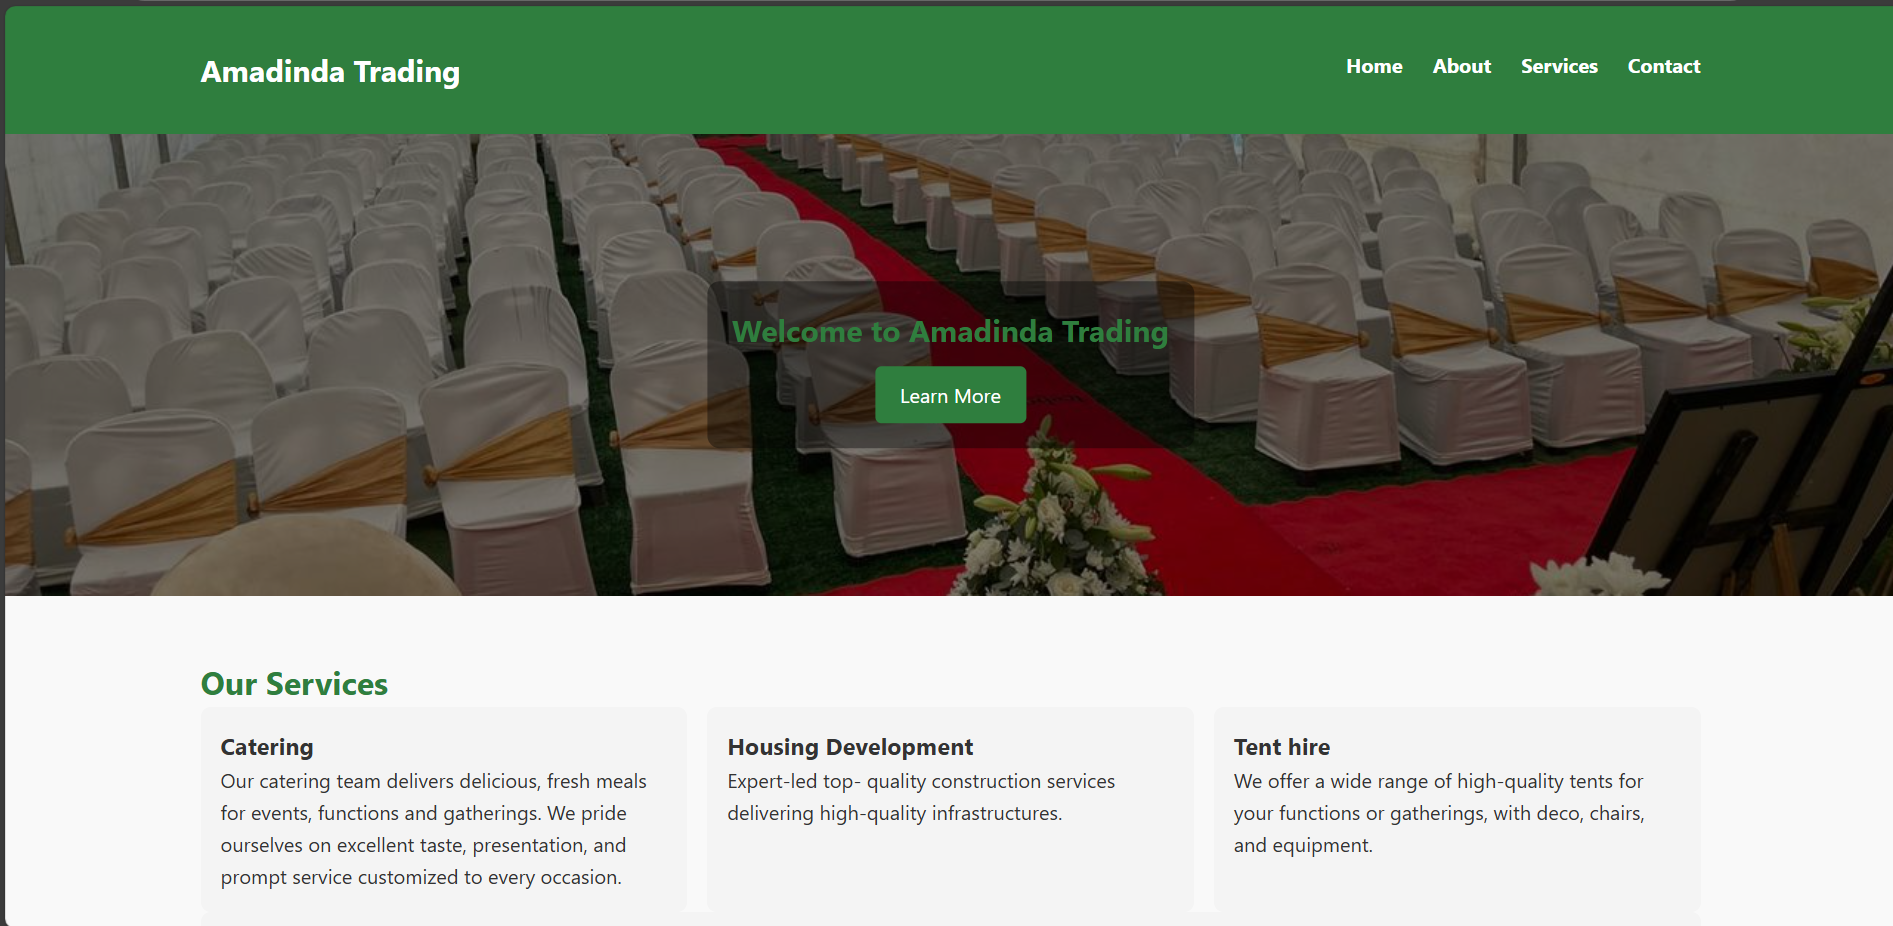 Amadinda Trading
Home About Services Contact
Welcome to Amadinda Trading
Learn More
Our Services
Catering
Our catering team delivers delicious, fresh meals
for events, functions and gatherings. We pride
ourselves on excellent taste, presentation, and
prompt service customized to every occasion.
Housing Development
Expert-led top- quality construction services
delivering high-quality infrastructures.
Tent hire
We offer a wide range of high-quality tents for
your functions or gatherings, with deco, chairs,
and equipment.